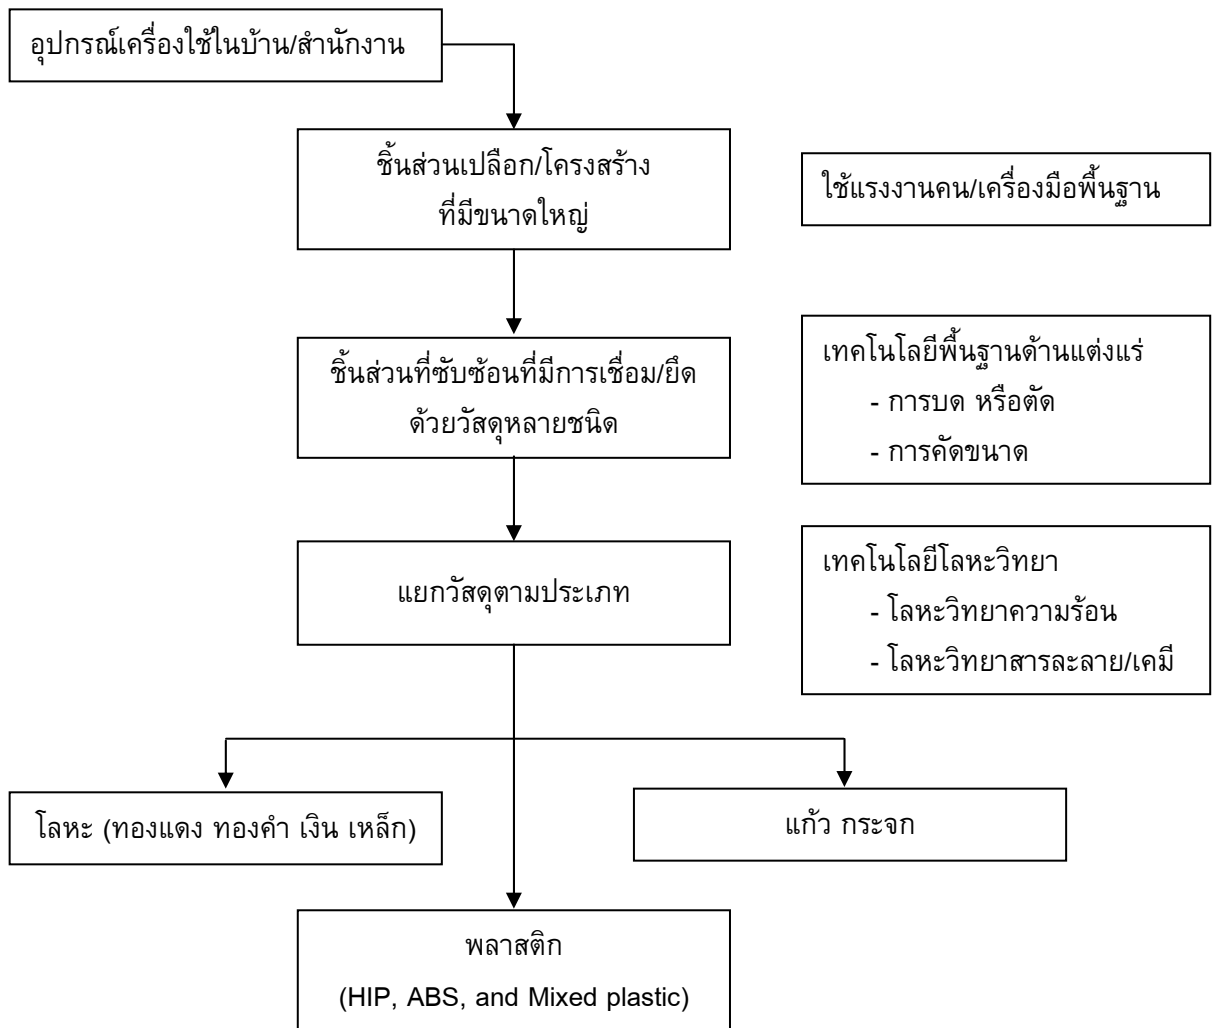 อุปกรณ์เครื่องใช้ในบ้าน/สำนักงาน
ชิ้นส่วนเปลือก/โครงสร้าง
ที่มีขนาดใหญ่
ใช้แรงงานคน/เครื่องมือพื้นฐาน
ชิ้นส่วนที่ซับซ้อนที่มีการเชื่อม/ยึด
ด้วยวัสดุหลายชนิด
เทคโนโลยีพื้นฐานด้านแต่งแร่
- การบด หรือตัด
- การคัดขนาด
แยกวัสดุตามประเภท
เทคโนโลยีโลหะวิทยา
- โลหะวิทยาความร้อน
- โลหะวิทยาสารละลาย/เคมี
โลหะ (ทองแดง ทองคำ เงิน เหล็ก)
แก้ว กระจก
พลาสติก
(HIP, ABS, and Mixed plastic)